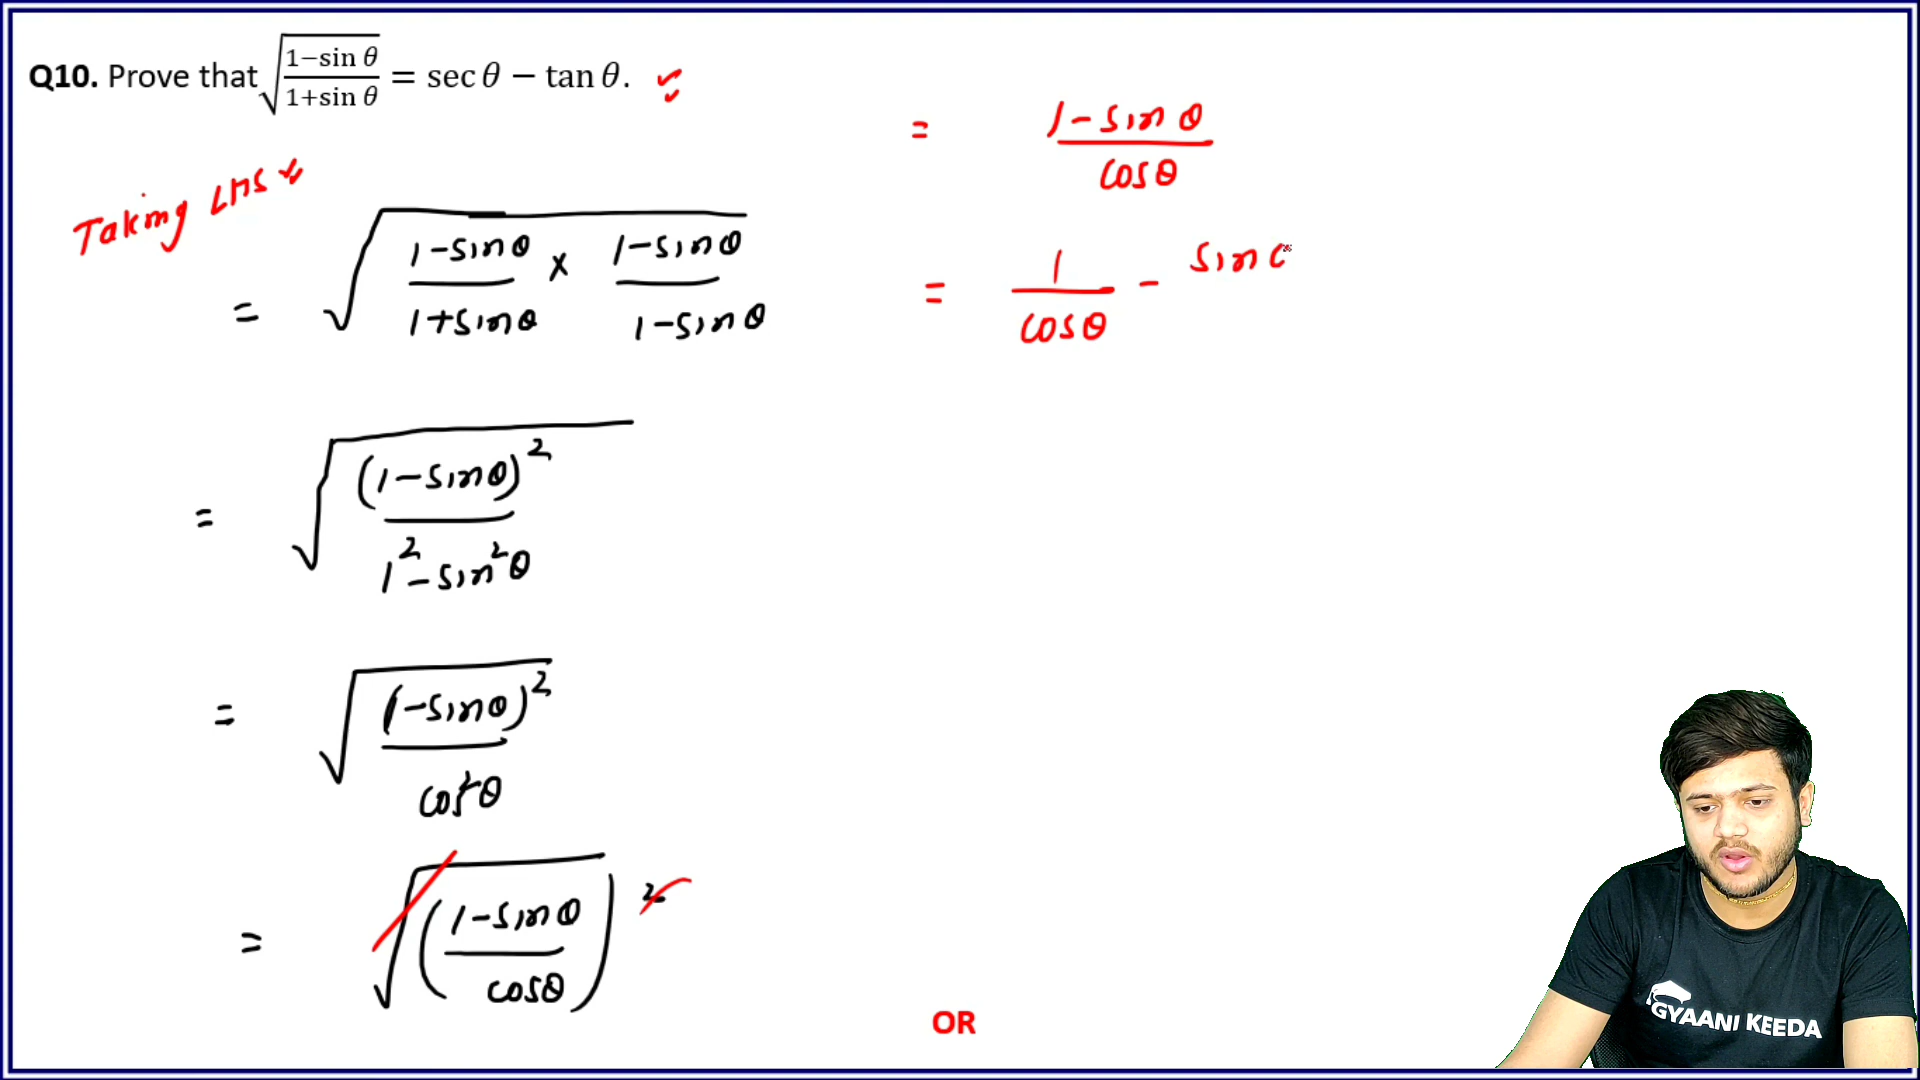 Q10. Prove that √((1−sin θ)/(1+sin θ)) = sec θ − tan θ.
Taking LHS
= √((1-sinθ)/(1+sinθ) × (1-sinθ)/(1-sinθ))
= √((1-sinθ)²/(1²-sin²θ))
= √((1-sinθ)²/cos²θ)
= √((1-sinθ)/cosθ)²
= (1-sinθ)/cosθ
= 1/cosθ - sin
OR
GYAANI KEEDA